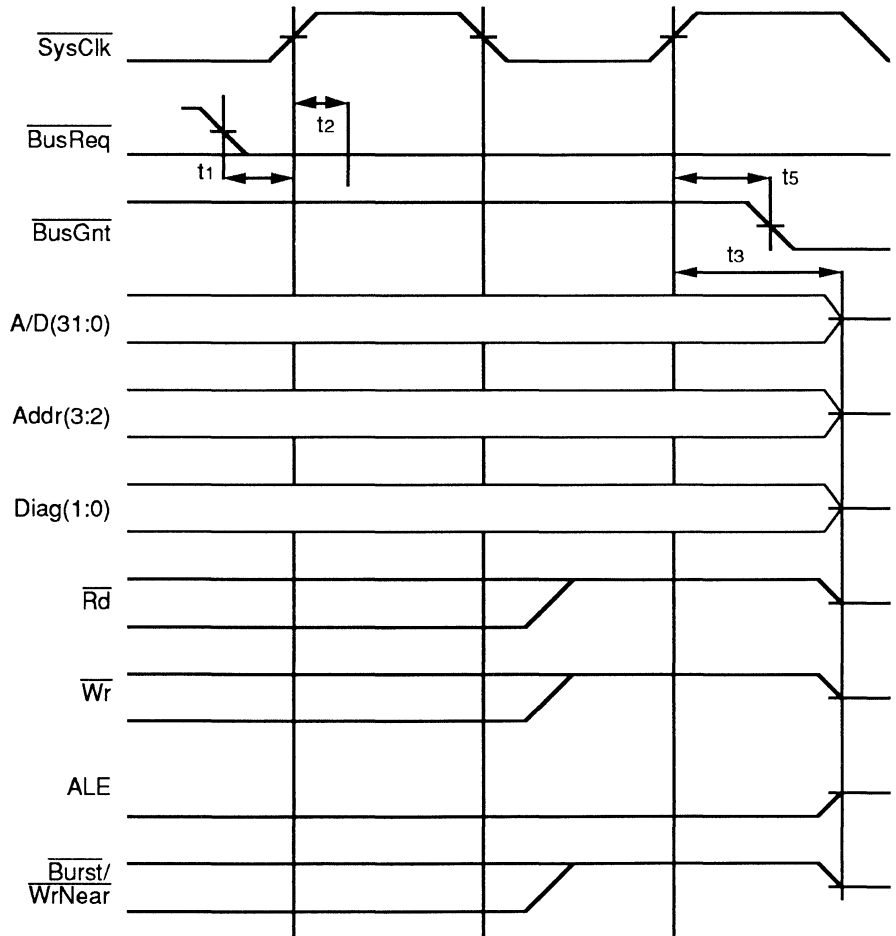 SysClk
t2
BusReq
t1
t5
BusGnt
t3
A/D(31:0)
Addr(3:2)
Diag(1:0)
Rd
Wr
ALE
Burst/
WrNear